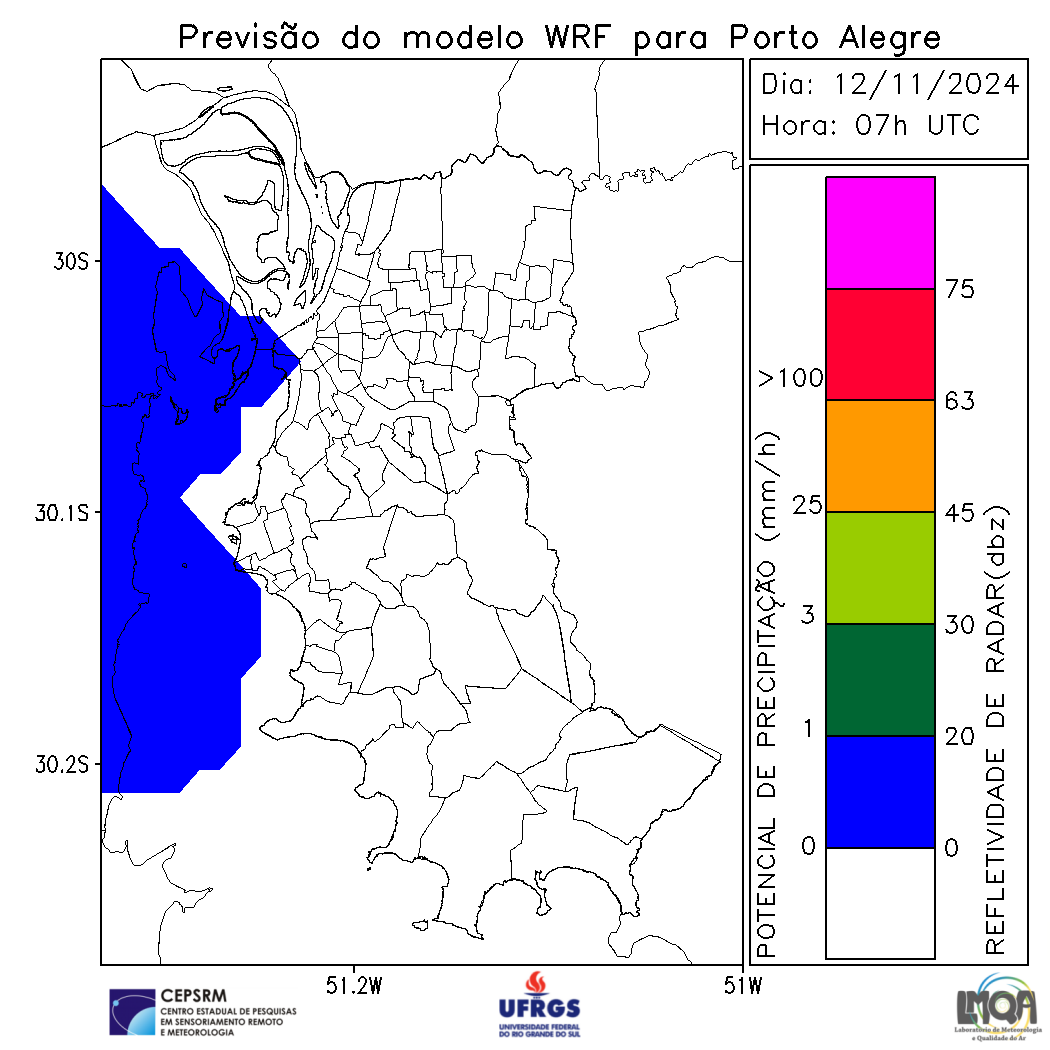 Previsão do modelo WRF para Porto Alegre
Dia: 12/11/2024
Hora: 07h UTC
30S
30.1S
30.2S
51.2W
51W
75
>100
63
25
45
3
30
1
20
0
0
POTENCIAL DE PRECIPITAÇÃO (mm/h)
REFLETIVIDADE DE RADAR(dbz)
CEPSRM
CENTRO ESTADUAL DE PESQUISAS
EM SENSORIAMENTO REMOTO
E METEOROLOGIA
UFRGS
UNIVERSIDADE FEDERAL
DO RIO GRANDE DO SUL
LMQA
Laboratório de Meteorologia
e Qualidade do Ar